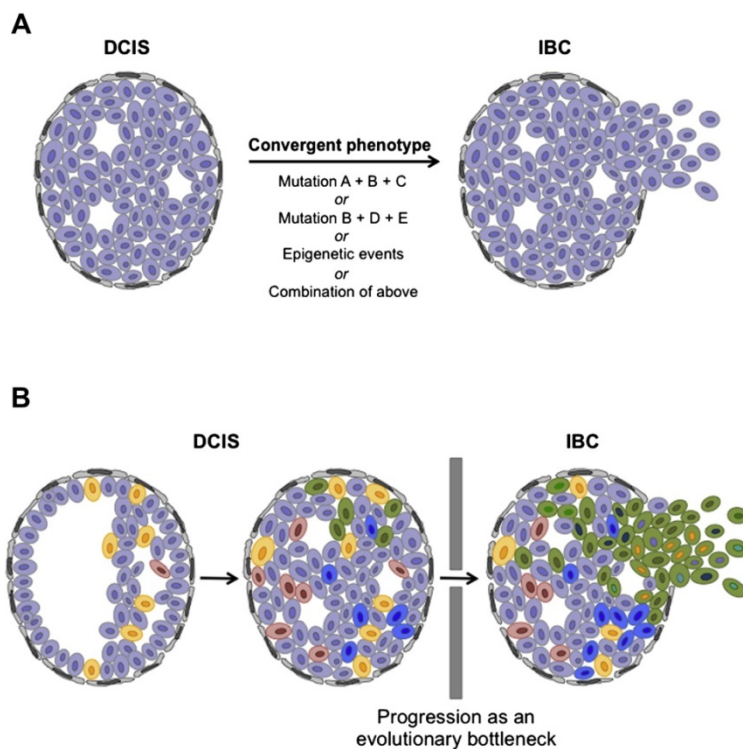 A
DCIS
IBC
Convergent phenotype
Mutation A + B + C
or
Mutation B + D + E
or
Epigenetic events
or
Combination of above
B
DCIS
IBC
Progression as an
evolutionary bottleneck